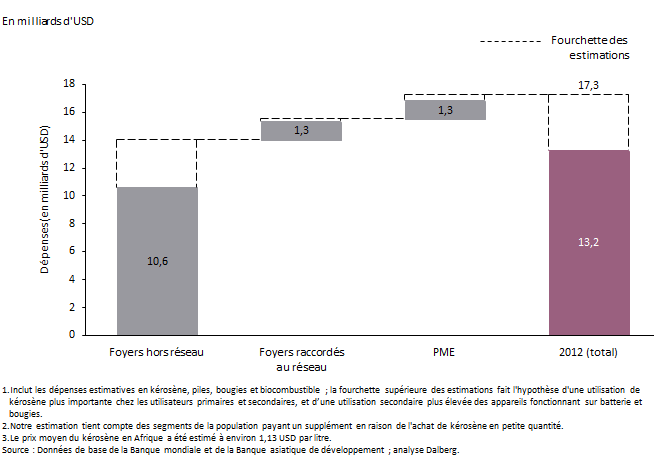 En milliards d'USD
Fourchette des
estimations
17,3
Dépenses (en milliards d'USD)
18
16
14
12
10
8
6
4
2
0
10,6
1,3
1,3
13,2
Foyers hors réseau
Foyers raccordés
au réseau
PME
2012 (total)
1.Inclut les dépenses estimatives en kérosène, piles, bougies et biocombustible ; la fourchette supérieure des estimations fait l'hypothèse d'une utilisation de
kérosène plus importante chez les utilisateurs primaires et secondaires, et d'une utilisation secondaire plus élevée des appareils fonctionnant sur batterie et
bougies.
2.Notre estimation tient compte des segments de la population payant un supplément en raison de l'achat de kérosène en petite quantité.
3.Le prix moyen du kérosène en Afrique a été estimé à environ 1,13 USD par litre.
Source : Données de base de la Banque mondiale et de la Banque asiatique de développement ; analyse Dalberg.